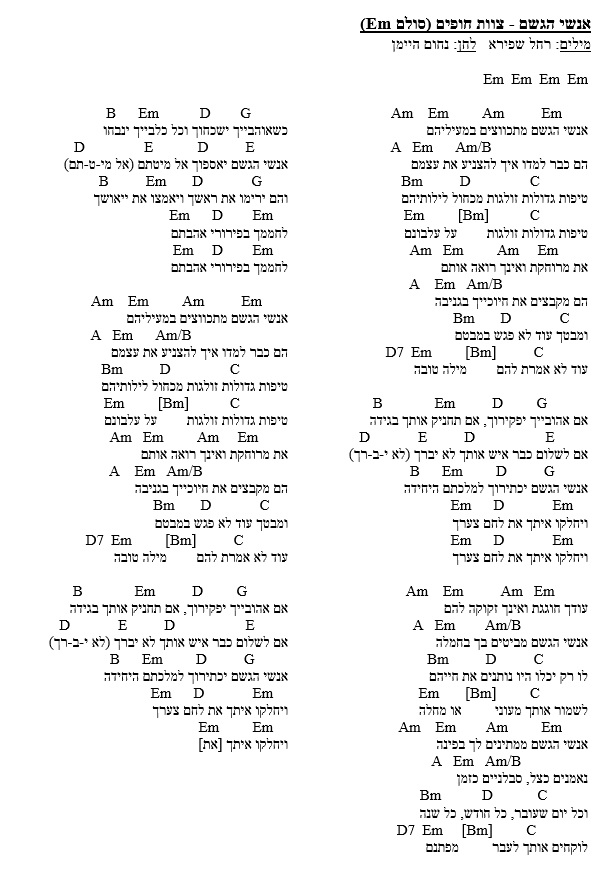 אנשי הגשם - צוות חופים (סולם Em)
מילים: רחל שפירא   לחן: נחום היימן
Em  Em  Em  Em
Am    Em         Am          Em
אנשי הגשם מתכווצים במעיליהם
A   Em      Am/B
הם כבר למדו איך להצניע את עצמם
Bm          D                C
טיפות גדולות זולגות מכחול לילותיהם
Em         [Bm]           C
טיפות גדולות זולגות        על עלבונם
Am   Em         Am     Em
את מרוחקת ואינך רואה אותם
A    Em   Am/B
הם מקבצים את חיוכייך בגניבה
Bm       D             C
ומבטך עוד לא פגש במבטם
D7  Em         [Bm]          C
עוד לא אמרת להם        מילה טובה
B              Em            D         G
אם אהובייך יפקירוך, אם תחניק אותך בגידה
D             E          D                   E
אם לשלום כבר איש אותך לא יברך (לא י-ב-רך)
B      Em         D           G
אנשי הגשם יכתירוך למלכתם היחידה
Em      D             Em
ויחלקו איתך את לחם צערך
Em      D             Em
ויחלקו איתך את לחם צערך
Am    Em          Am   Em
עודך חוגגת ואינך זקוקה להם
A    Em        Am/B
אנשי הגשם מביטים בך בחמלה
Bm          D          C
לו רק יכלו היו נותנים את חייהם
Em       [Bm]         C
לשמור אותך מעוני        או מחלה
Am    Em        Am          Em
אנשי הגשם ממתינים לך בפינה
A   Em   Am/B
נאמנים כצל, סבלניים כזמן
Bm            D             C
וכל יום שעובר, כל חודש, כל שנה
D7  Em     [Bm]          C
לוקחים אותך לעבר        מפתנם
B      Em            D         G
כשאוהבייך ישכחוך וכל כלבייך ינבחו
D                E           D          E
אנשי הגשם יאספוך אל מיטתם (אל מי-ט-תם)
B          Em        D              G
והם ירימו את ראשך ויאמצו את ייאושך
Em      D        Em
לחממך בפירורי אהבתם
Em     D        Em
לחממך בפירורי אהבתם
Am    Em         Am          Em
אנשי הגשם מתכווצים במעיליהם
A   Em      Am/B
הם כבר למדו איך להצניע את עצמם
Bm          D                C
טיפות גדולות זולגות מכחול לילותיהם
Em         [Bm]           C
טיפות גדולות זולגות        על עלבונם
Am   Em         Am     Em
את מרוחקת ואינך רואה אותם
A    Em   Am/B
הם מקבצים את חיוכייך בגניבה
Bm       D             C
ומבטך עוד לא פגש במבטם
D7  Em         [Bm]          C
עוד לא אמרת להם        מילה טובה
B              Em          D         G
אם אהובייך יפקירוך, אם תחניק אותך בגידה
D             E          D                   E
אם לשלום כבר איש אותך לא יברך (לא י-ב-רך)
B      Em         D          G
אנשי הגשם יכתירוך למלכתם היחידה
Em      D             Em
ויחלקו איתך את לחם צערך
Em         Em
ויחלקו איתך [את]